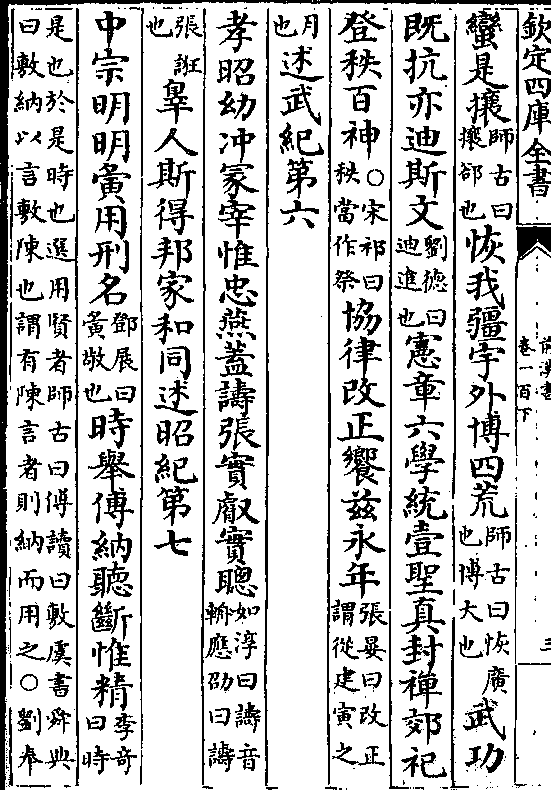 欽定四庫全書
前漢書
卷一百下
三
蠻是攘師古曰攘郤也恢我疆宇外博四荒師古曰恢廣也博大也武功
既抗亦迪斯文劉德曰迪進也憲章六學統壹聖真封禪郊祀
登秩百神○宋祁曰秩當作祭協律改正饗兹永年張晏曰改正謂從建寅之
月也述武紀第六
孝昭幼冲冢宰惟忠燕蓋譸張實叡實聰如淳曰譸音輈應劭曰譸
張誑也辠人斯得邦家和同述昭紀第七
中宗明明夤用刑名鄧展曰夤敬也時舉傅納聽斷惟精李奇曰時
是也於是時也選用賢者師古曰傅讀曰敷虞書舜典曰敷納以言敷陳也謂有陳言者則納而用之○劉奉